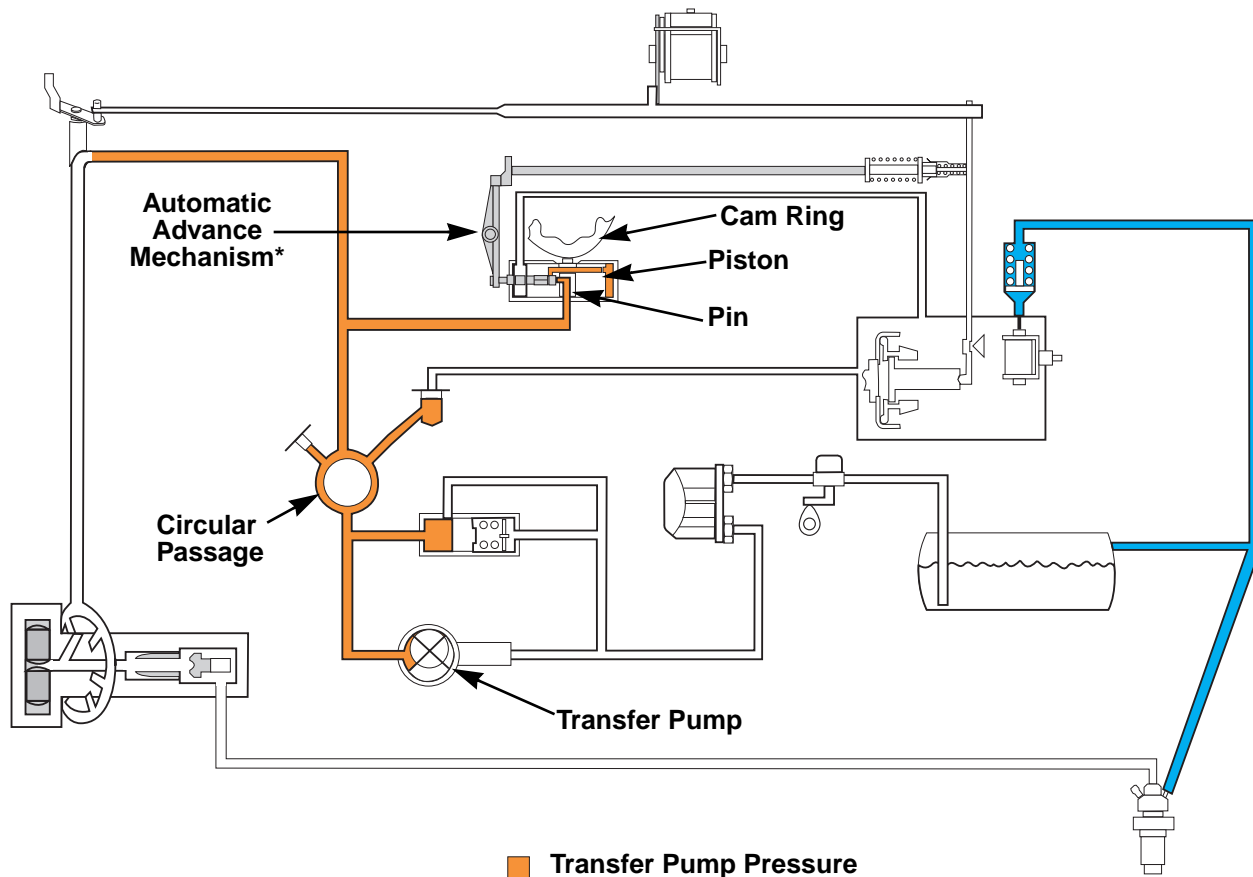 Automatic
Advance
Mechanism*
Cam Ring
Piston
Pin
Circular
Passage
Transfer Pump
Transfer Pump Pressure